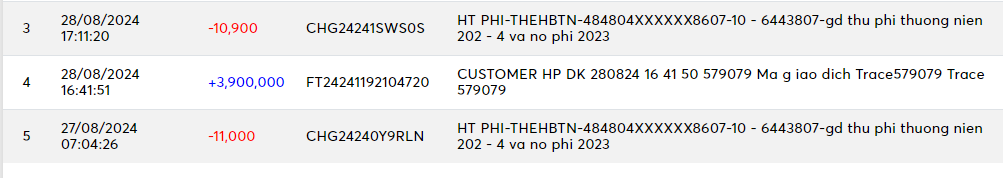 3 28/08/2024 17:11:20 -10,900 CHG24241SWS0S HT PHI-THEHBTN-484804XXXXXX8607-10 - 6443807-gd thu phi thuong nien
202 - 4 va no phi 2023
4 28/08/2024 16:41:51 +3,900,000 FT24241192104720 CUSTOMER HP DK 280824 16 41 50 579079 Ma g iao dich Trace579079 Trace
579079
5 27/08/2024 07:04:26 -11,000 CHG24240Y9RLN HT PHI-THEHBTN-484804XXXXXX8607-10 - 6443807-gd thu phi thuong nien
202 - 4 va no phi 2023